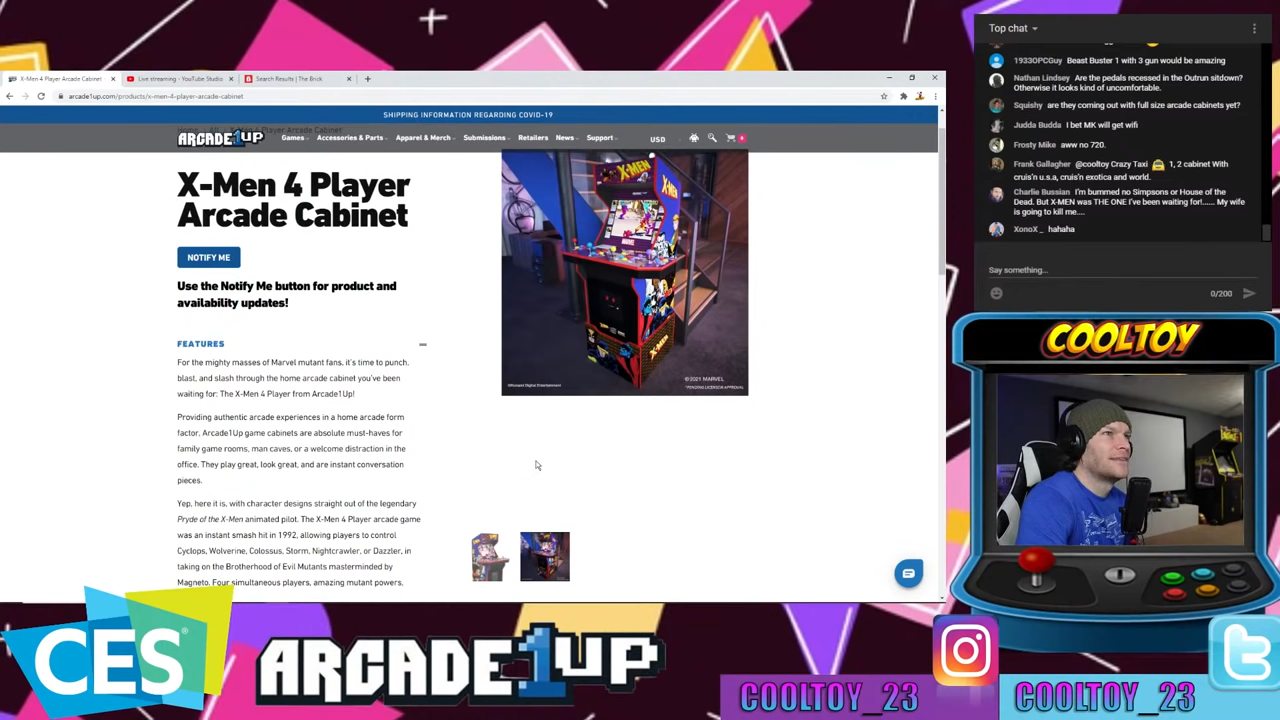 X-Men 4 Player Arcade Cabinet
Live streaming - YouTube Studio
Search Results | The Brick
arcade1up.com/products/x-men-4-player-arcade-cabinet
SHIPPING INFORMATION REGARDING COVID-19
ARCADE1UP
Games
Accessories & Parts
Apparel & Merch
Submissions
Retailers
News
Support
USD
0
X-Men 4 Player
Arcade Cabinet
NOTIFY ME
Use the Notify Me button for product and
availability updates!
FEATURES
For the mighty masses of Marvel mutant fans, it's time to punch,
blast, and slash through the home arcade cabinet you've been
waiting for: The X-Men 4 Player from Arcade1Up!
Providing authentic arcade experiences in a home arcade form
factor, Arcade1Up game cabinets are absolute must-haves for
family game rooms, man caves, or a welcome distraction in the
office. They play great, look great, and are instant conversation
pieces.
Yep, here it is, with character designs straight out of the legendary
Pryde of the X-Men animated pilot. The X-Men 4 Player arcade game
was an instant smash hit in 1992, allowing players to control
Cyclops, Wolverine, Colossus, Storm, Nightcrawler, or Dazzler, in
taking on the Brotherhood of Evil Mutants masterminded by
Magneto. Four simultaneous players, amazing mutant powers,
X-MEN
X-MEN
X-MEN
©Konami Digital Entertainment
©2021 MARVEL
*PENDING LICENSOR APPROVAL
Top chat
1933OPCGuy Beast Buster 1 with 3 gun would be amazing
Nathan Lindsey Are the pedals recessed in the Outrun sitdown?
Otherwise it looks kind of uncomfortable.
Squishy are they coming out with full size arcade cabinets yet?
Judda Budda I bet MK will get wifi
Frosty Mike aww no 720.
Frank Gallagher @cooltoy Crazy Taxi 1, 2 cabinet With
cruis'n u.s.a, cruis'n exotica and world.
Charlie Bussian I'm bummed no Simpsons or House of the
Dead. But X-MEN was THE ONE I've been waiting for!...... My wife
is going to kill me....
XonoX _ hahaha
Say something...
0/200
COOLTOY
CES®
ARCADE1UP
COOLTOY_23
COOLTOY_23